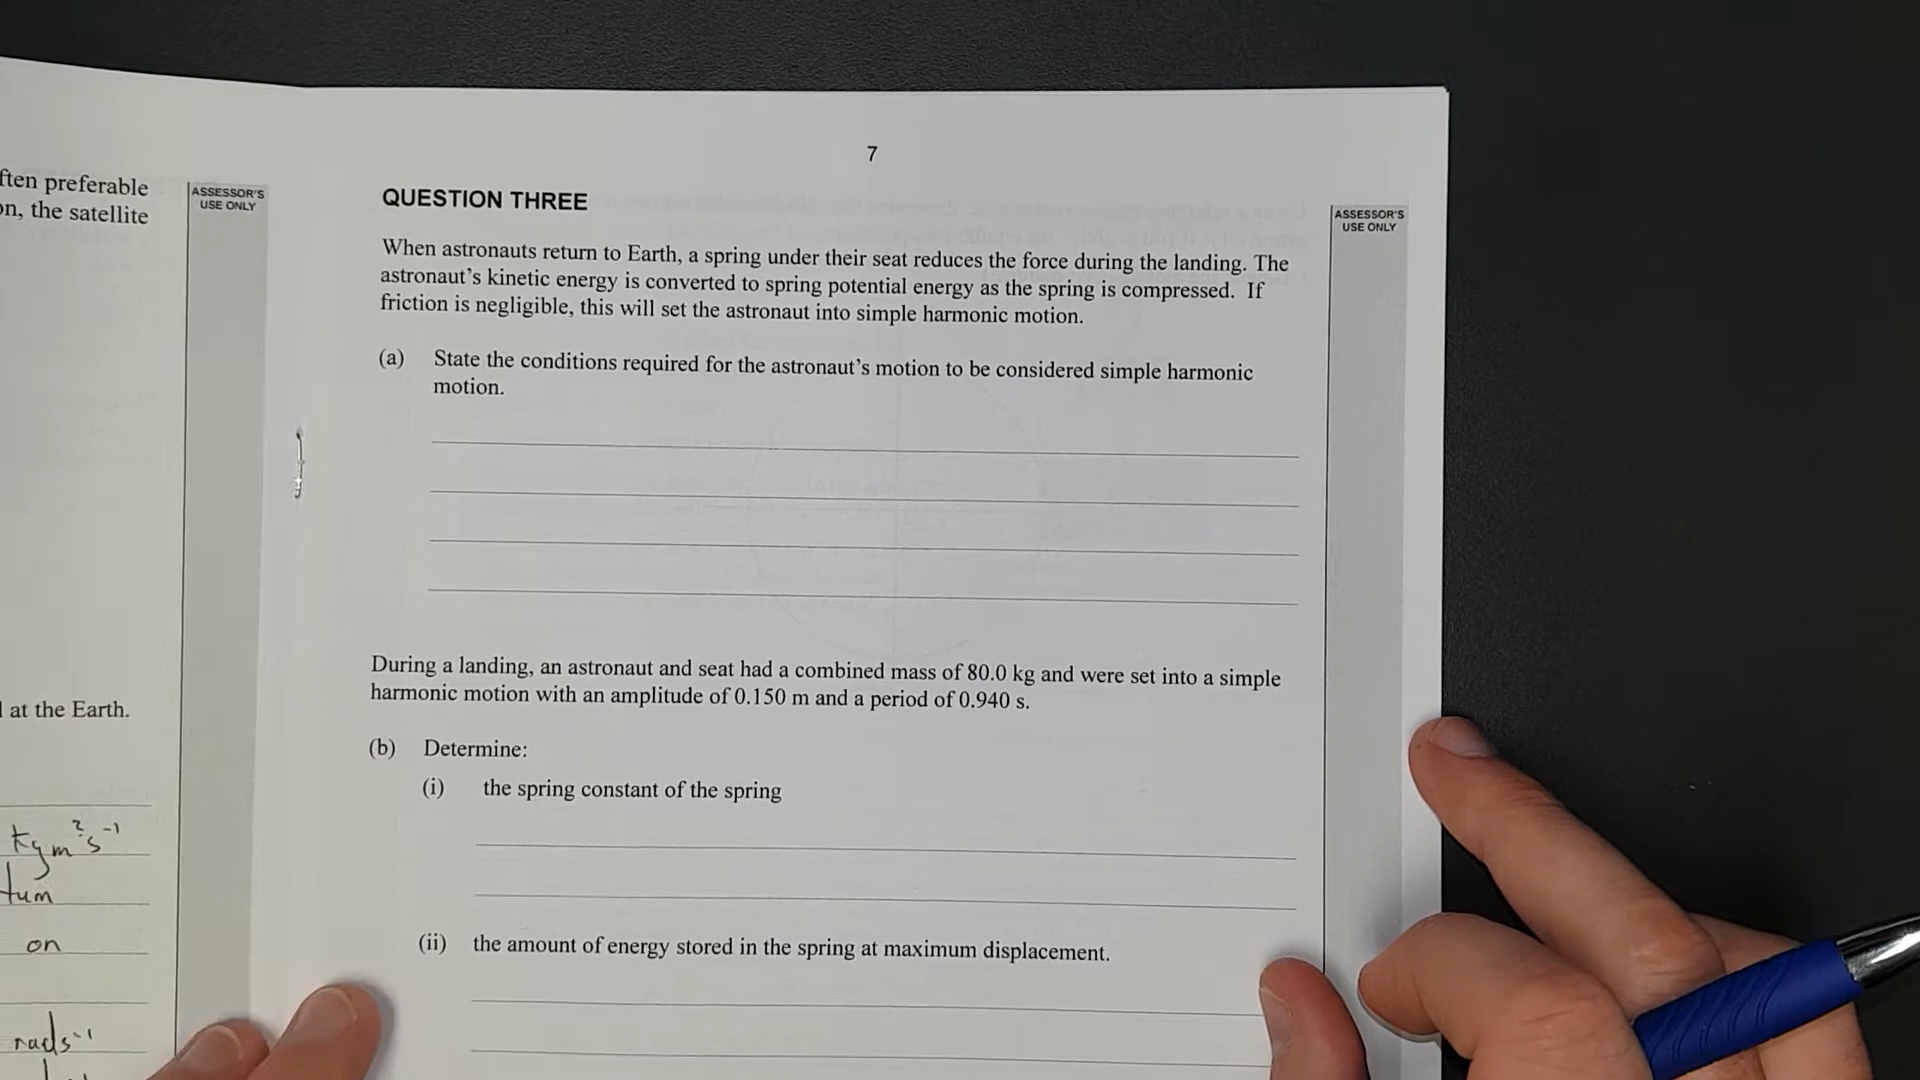 ften preferable
on, the satellite
ASSESSOR'S
USE ONLY
at the Earth.
kgm²s⁻¹
tum
on
rads⁻¹
7
QUESTION THREE
ASSESSOR'S
USE ONLY
When astronauts return to Earth, a spring under their seat reduces the force during the landing. The
astronaut's kinetic energy is converted to spring potential energy as the spring is compressed. If
friction is negligible, this will set the astronaut into simple harmonic motion.
(a) State the conditions required for the astronaut's motion to be considered simple harmonic
motion.
During a landing, an astronaut and seat had a combined mass of 80.0 kg and were set into a simple
harmonic motion with an amplitude of 0.150 m and a period of 0.940 s.
(b) Determine:
(i) the spring constant of the spring
(ii) the amount of energy stored in the spring at maximum displacement.